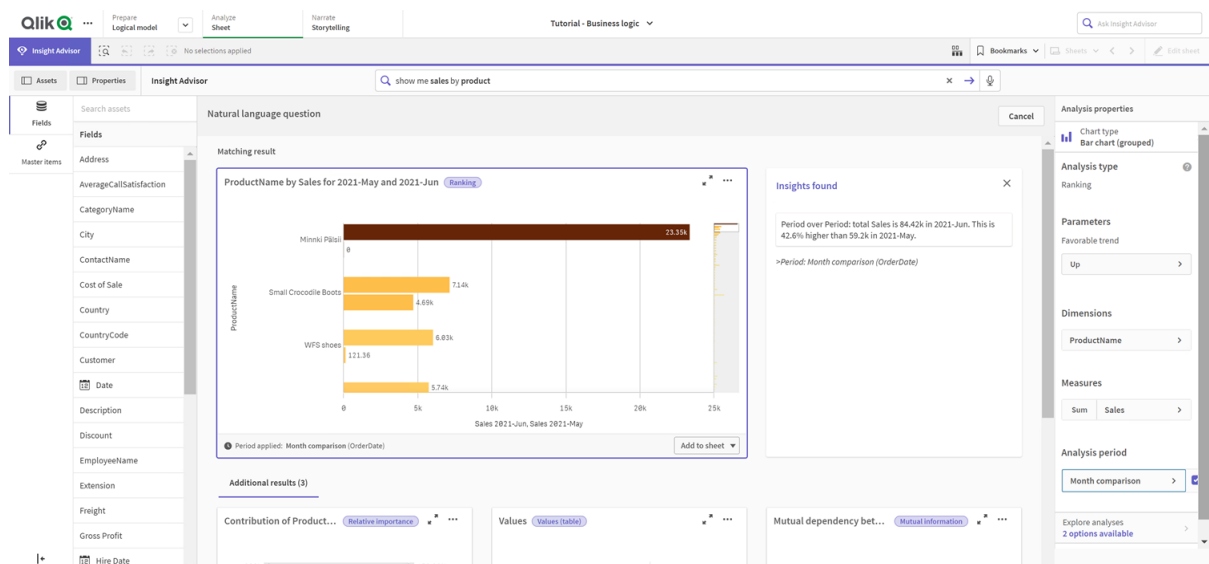 Qlik
Prepare
Logical model
Analyze
Sheet
Narrate
Storytelling
Tutorial - Business logic
Ask Insight Advisor
Insight Advisor
No selections applied
Bookmarks
Sheets
Edit sheet
Assets
Properties
Insight Advisor
show me sales by product
Fields
Master items
Search assets
Fields
Address
AverageCallSatisfaction
CategoryName
City
ContactName
Cost of Sale
Country
CountryCode
Customer
Date
Description
Discount
EmployeeName
Extension
Freight
Gross Profit
Hire Date
Natural language question
Cancel
Matching result
ProductName by Sales for 2021-May and 2021-Jun
Ranking
ProductName
Minnki Pälsii
23.35k
0
Small Crocodile Boots
7.14k
4.69k
WFS shoes
6.03k
121.36
5.74k
0 5k 10k 15k 20k 25k
Sales 2021-Jun, Sales 2021-May
Period applied: Month comparison (OrderDate)
Add to sheet
Insights found
Period over Period: total Sales is 84.42k in 2021-Jun. This is
42.6% higher than 59.2k in 2021-May.
>Period: Month comparison (OrderDate)
Additional results (3)
Contribution of Product...
Relative importance
Values
Values (table)
Mutual dependency bet...
Mutual information
Analysis properties
Chart type
Bar chart (grouped)
Analysis type
Ranking
Parameters
Favorable trend
Up
Dimensions
ProductName
Measures
Sum
Sales
Analysis period
Month comparison
Explore analyses
2 options available